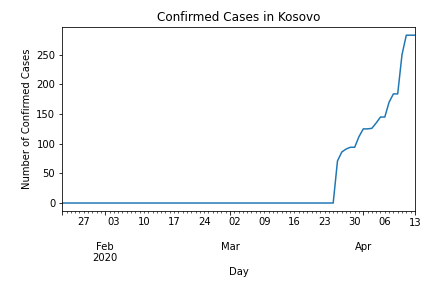 Confirmed Cases in Kosovo
Number of Confirmed Cases
250
200
150
100
50
0
27 03 10 17 24 02 09 16 23 30 06 13
Feb Mar Apr
2020
Day